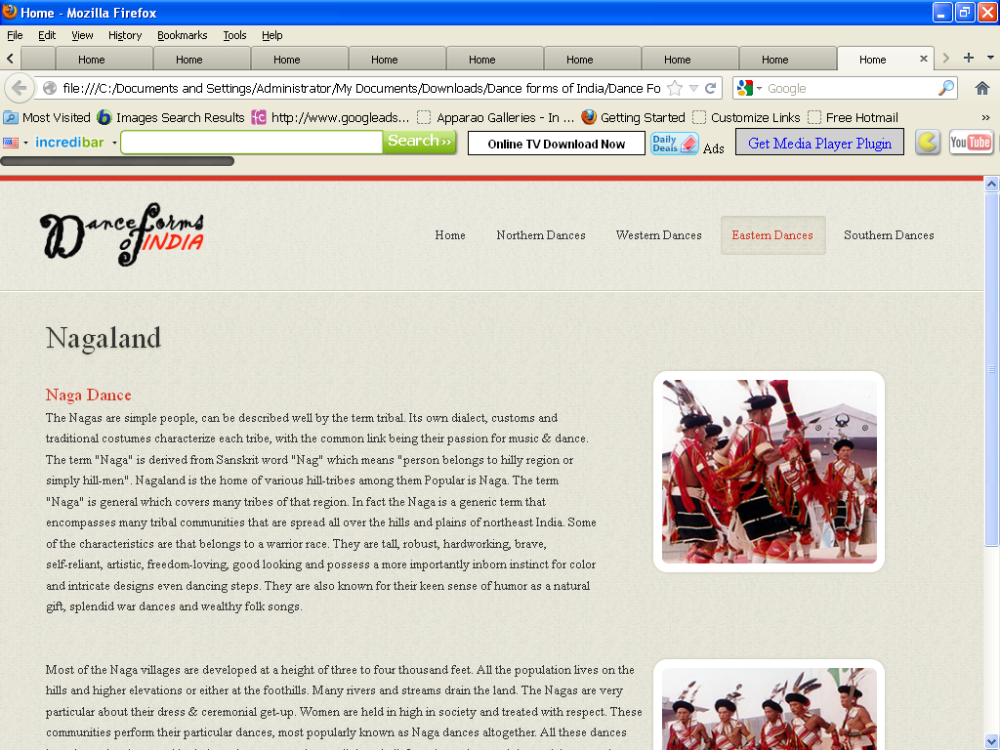 Home - Mozilla Firefox
File Edit View History Bookmarks Tools Help
Home Home Home Home Home Home Home Home Home
file:///C:/Documents and Settings/Administrator/My Documents/Downloads/Dance forms of India/Dance Fo Google
Most Visited Images Search Results http://www.googleads... Apparao Galleries - In ... Getting Started Customize Links Free Hotmail »
incredibar Search>> Online TV Download Now Daily Deals Ads Get Media Player Plugin YouTube
Dance forms of INDIA
Home Northern Dances Western Dances Eastern Dances Southern Dances
Nagaland
Naga Dance
The Nagas are simple people, can be described well by the term tribal. Its own dialect, customs and
traditional costumes characterize each tribe, with the common link being their passion for music & dance.
The term "Naga" is derived from Sanskrit word "Nag" which means "person belongs to hilly region or
simply hill-men". Nagaland is the home of various hill-tribes among them Popular is Naga. The term
"Naga" is general which covers many tribes of that region. In fact the Naga is a generic term that
encompasses many tribal communities that are spread all over the hills and plains of northeast India. Some
of the characteristics are that belongs to a warrior race. They are tall, robust, hardworking, brave,
self-reliant, artistic, freedom-loving, good looking and possess a more importantly inborn instinct for color
and intricate designs even dancing steps. They are also known for their keen sense of humor as a natural
gift, splendid war dances and wealthy folk songs.
Most of the Naga villages are developed at a height of three to four thousand feet. All the population lives on the
hills and higher elevations or either at the foothills. Many rivers and streams drain the land. The Nagas are very
particular about their dress & ceremonial get-up. Women are held in high in society and treated with respect. These
communities perform their particular dances, most popularly known as Naga dances altogether. All these dances